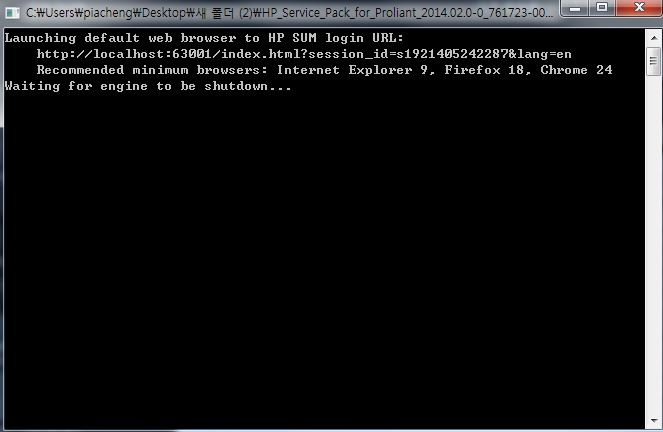 C:₩Users₩piacheng₩Desktop₩새 폴더 (2)₩HP_Service_Pack_for_Proliant_2014.02.0-0_761723-00...
Launching default web browser to HP SUM login URL:
http://localhost:63001/index.html?session_id=s1921405242287&lang=en
Recommended minimum browsers: Internet Explorer 9, Firefox 18, Chrome 24
Waiting for engine to be shutdown...